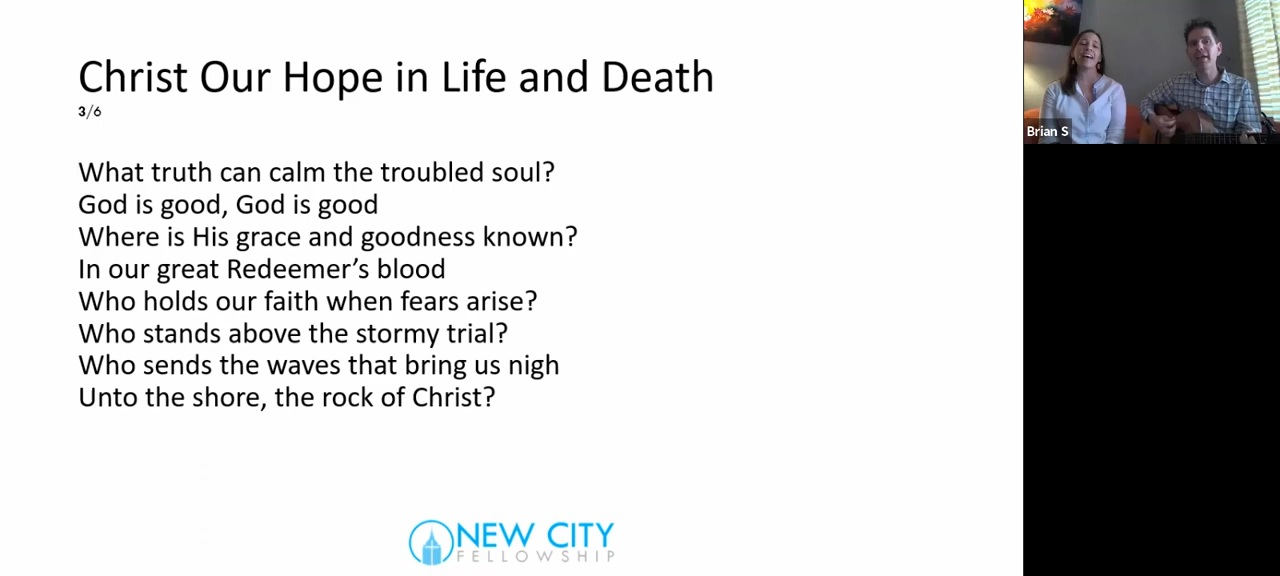 Christ Our Hope in Life and Death
3/6
What truth can calm the troubled soul?
God is good, God is good
Where is His grace and goodness known?
In our great Redeemer’s blood
Who holds our faith when fears arise?
Who stands above the stormy trial?
Who sends the waves that bring us nigh
Unto the shore, the rock of Christ?
NEW CITY
FELLOWSHIP
Brian S